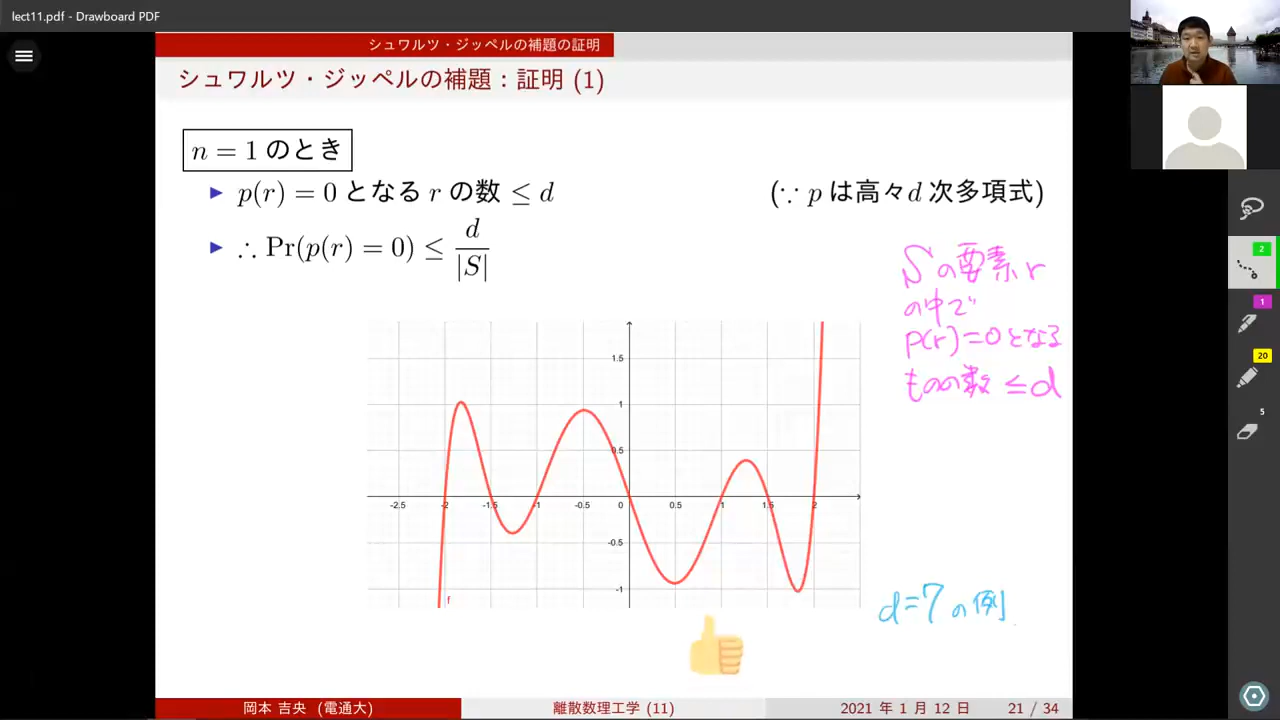 lect11.pdf - Drawboard PDF
シュワルツ・ジッペルの補題の証明
シュワルツ・ジッペルの補題：証明 (1)
n = 1 のとき
p(r) = 0 となる r の数 ≤ d (∵ p は高々 d 次多項式)
∴ Pr(p(r) = 0) ≤ d/|S|
Sの要素 r
の中で
p(r)=0となる
ものの数 ≤d
1.5
1
0.5
-2.5 -2 -1.5 -1 -0.5 0 0.5 1 1.5 2
-0.5
-1
f
d=7の例
2
1
20
5
岡本 吉央 (電通大) 離散数理工学 (11) 2021 年 1 月 12 日 21 / 34